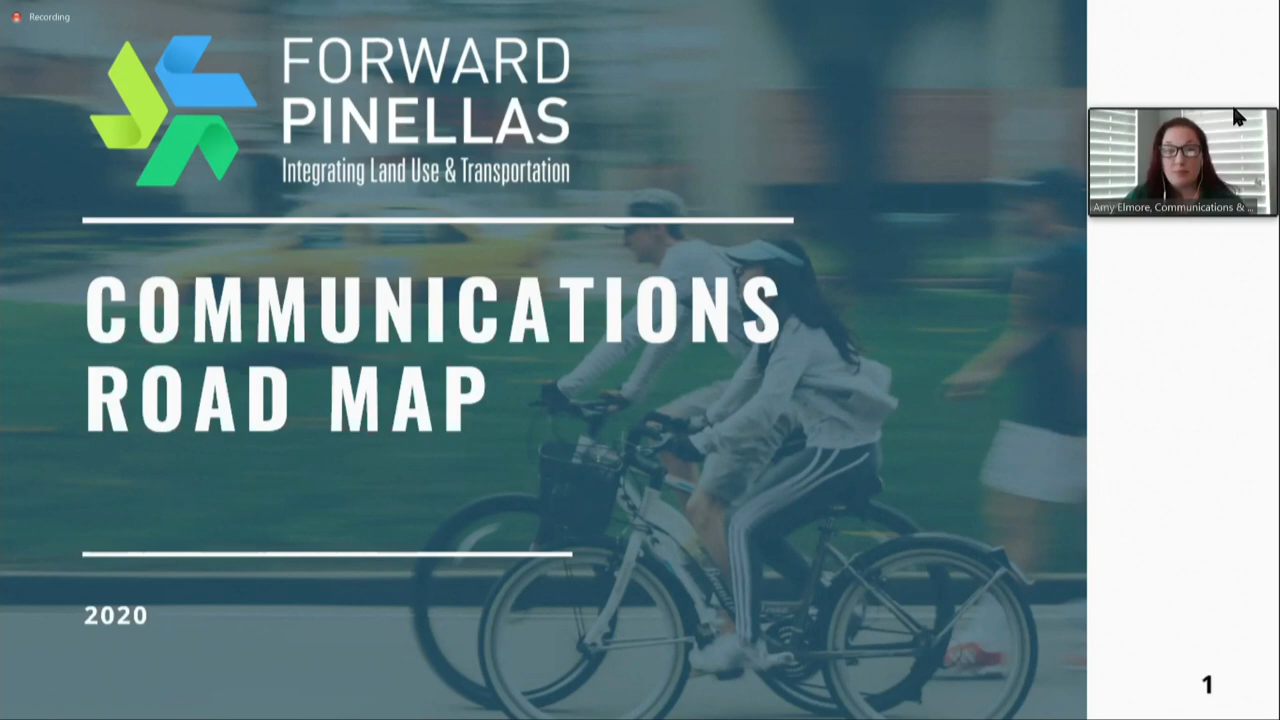 Recording
FORWARD
PINELLAS
Integrating Land Use & Transportation
Amy Elmore, Communications & ...
COMMUNICATIONS
ROAD MAP
2020
1